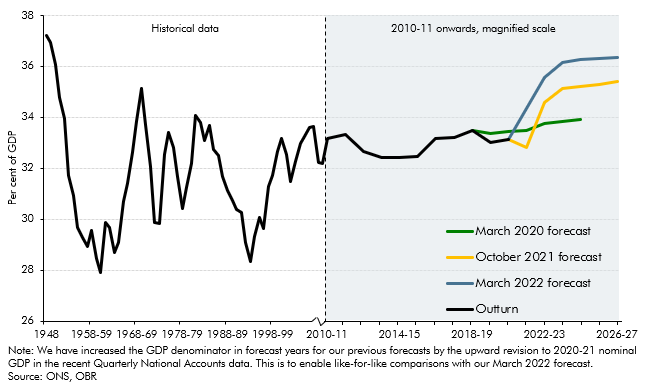 Historical data
2010-11 onwards, magnified scale
Per cent of GDP
38
36
34
32
30
28
26
March 2020 forecast
October 2021 forecast
March 2022 forecast
Outturn
1948 1958-59 1968-69 1978-79 1988-89 1998-99 2010-11 2014-15 2018-19 2022-23 2026-27
Note: We have increased the GDP denominator in forecast years for our previous forecasts by the upward revision to 2020-21 nominal
GDP in the recent Quarterly National Accounts data. This is to enable like-for-like comparisons with our March 2022 forecast.
Source: ONS, OBR